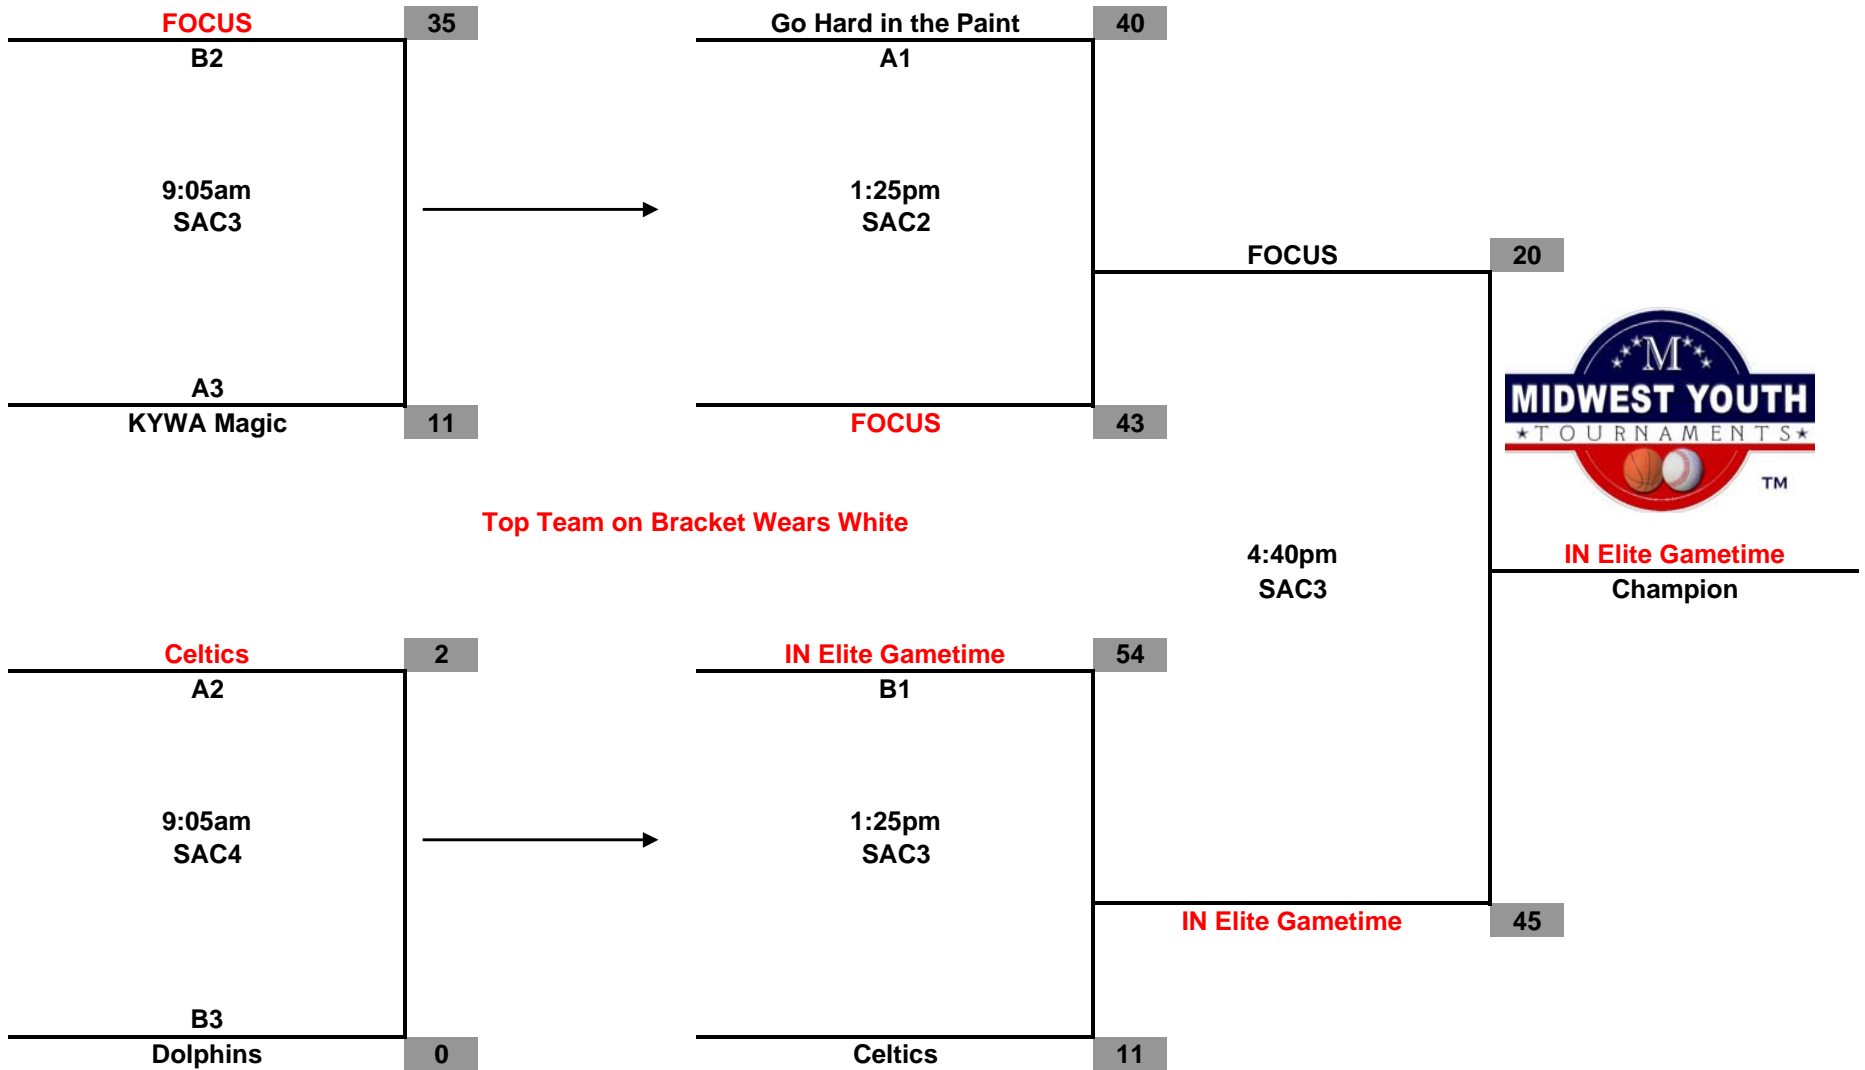 FOCUS 35
B2
9:05am
SAC3
A3
KYWA Magic 11
Go Hard in the Paint 40
A1
1:25pm
SAC2
FOCUS 43
FOCUS 20
M
MIDWEST YOUTH
TOURNAMENTS
TM
Top Team on Bracket Wears White
4:40pm
SAC3
IN Elite Gametime
Champion
Celtics 2
A2
9:05am
SAC4
B3
Dolphins 0
IN Elite Gametime 54
B1
1:25pm
SAC3
Celtics 11
IN Elite Gametime 45